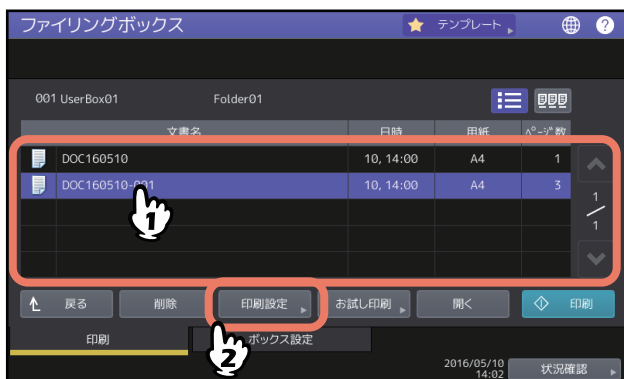 ファイリングボックス
テンプレート
?
001 UserBox01 Folder01
文書名 日時 用紙 ページ数
DOC160510 10, 14:00 A4 1
DOC160510-001 10, 14:00 A4 3
1
1
1
戻る 削除 印刷設定 お試し印刷 開く 印刷
印刷 ボックス設定
2
2016/05/10
14:02
状況確認